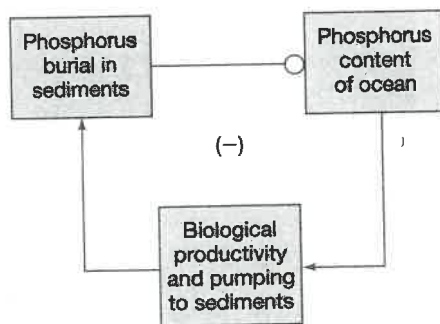 Phosphorus
burial in
sediments
Phosphorus
content
of ocean
(−)
Biological
productivity
and pumping
to sediments